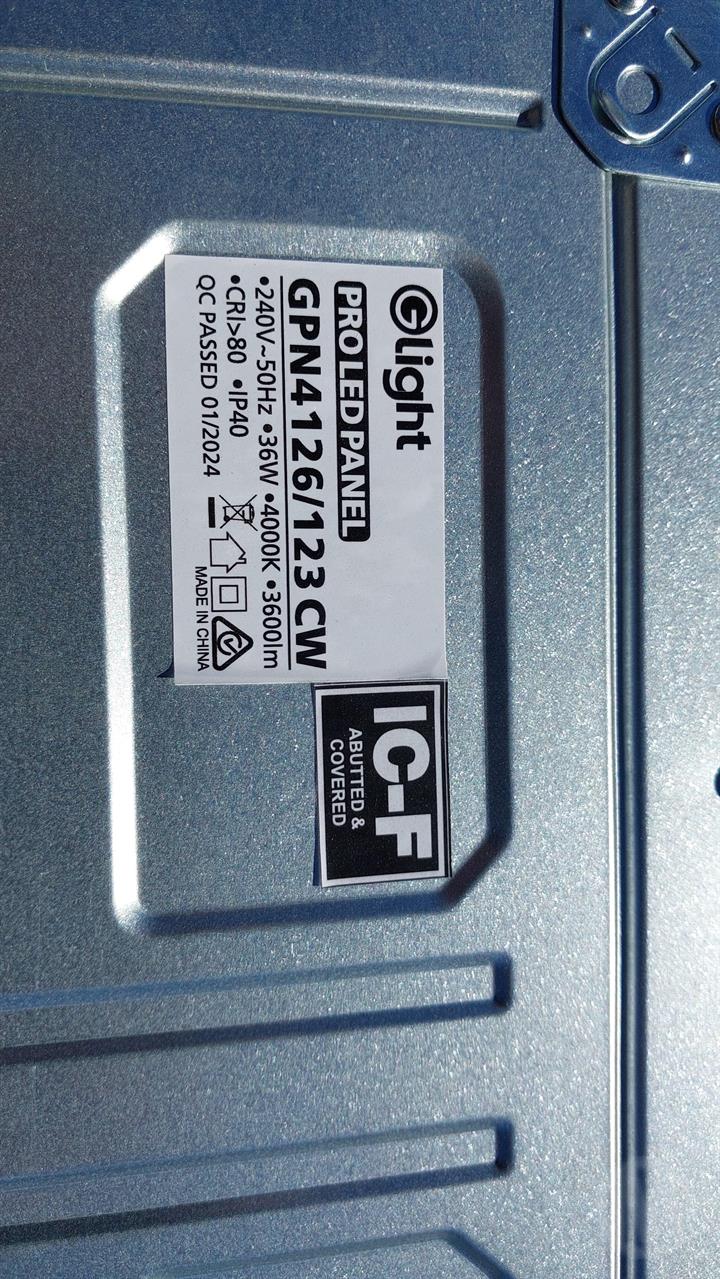 Glight
PRO LED PANEL
GPN4126/123 CW
•240V~50Hz •36W •4000K •3600lm
•CRI>80 •IP40
QC PASSED 01/2024
MADE IN CHINA
IC-F
ABUTTED &
COVERED